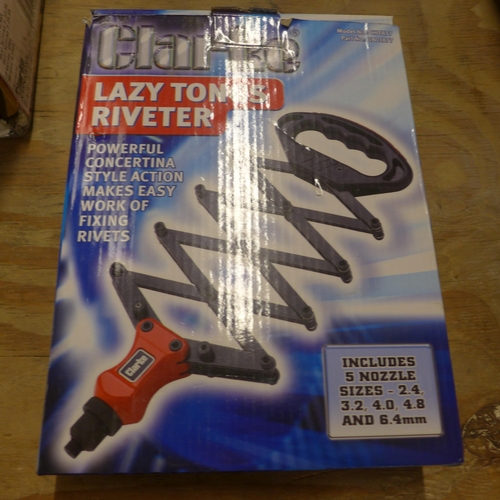 Clarke
LAZY TONGS
RIVETER
POWERFUL
CONCERTINA
STYLE ACTION
MAKES EASY
WORK OF
FIXING
RIVETS
Clarke
INCLUDES
5 NOZZLE
SIZES - 2.4,
3.2, 4.0, 4.8
AND 6.4mm